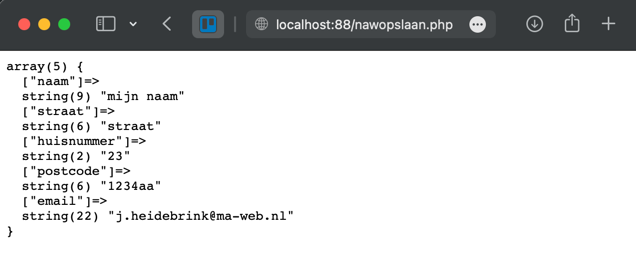 localhost:88/nawopslaan.php
array(5) {
  ["naam"]=>
  string(9) "mijn naam"
  ["straat"]=>
  string(6) "straat"
  ["huisnummer"]=>
  string(2) "23"
  ["postcode"]=>
  string(6) "1234aa"
  ["email"]=>
  string(22) "j.heidebrink@ma-web.nl"
}